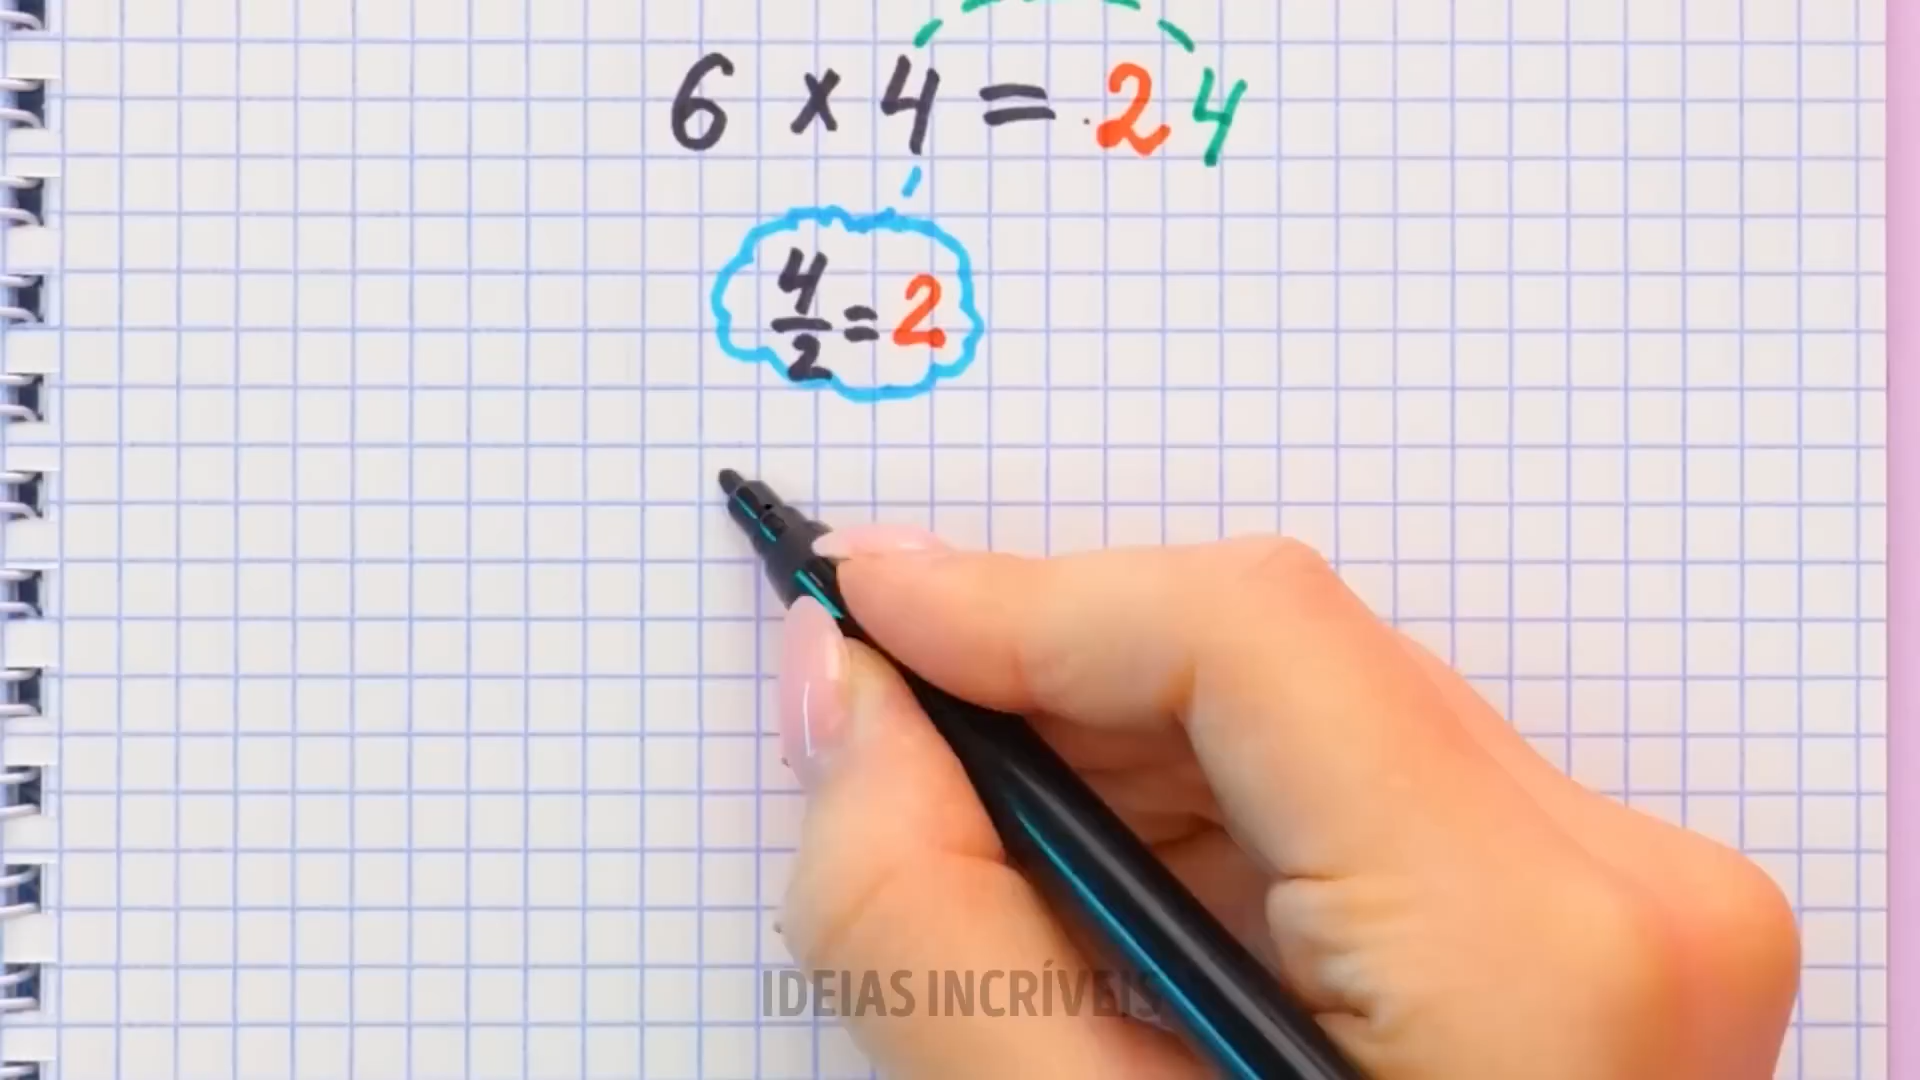 6 x 4 = 24
4/2 = 2
IDEIAS INCRÍVEIS